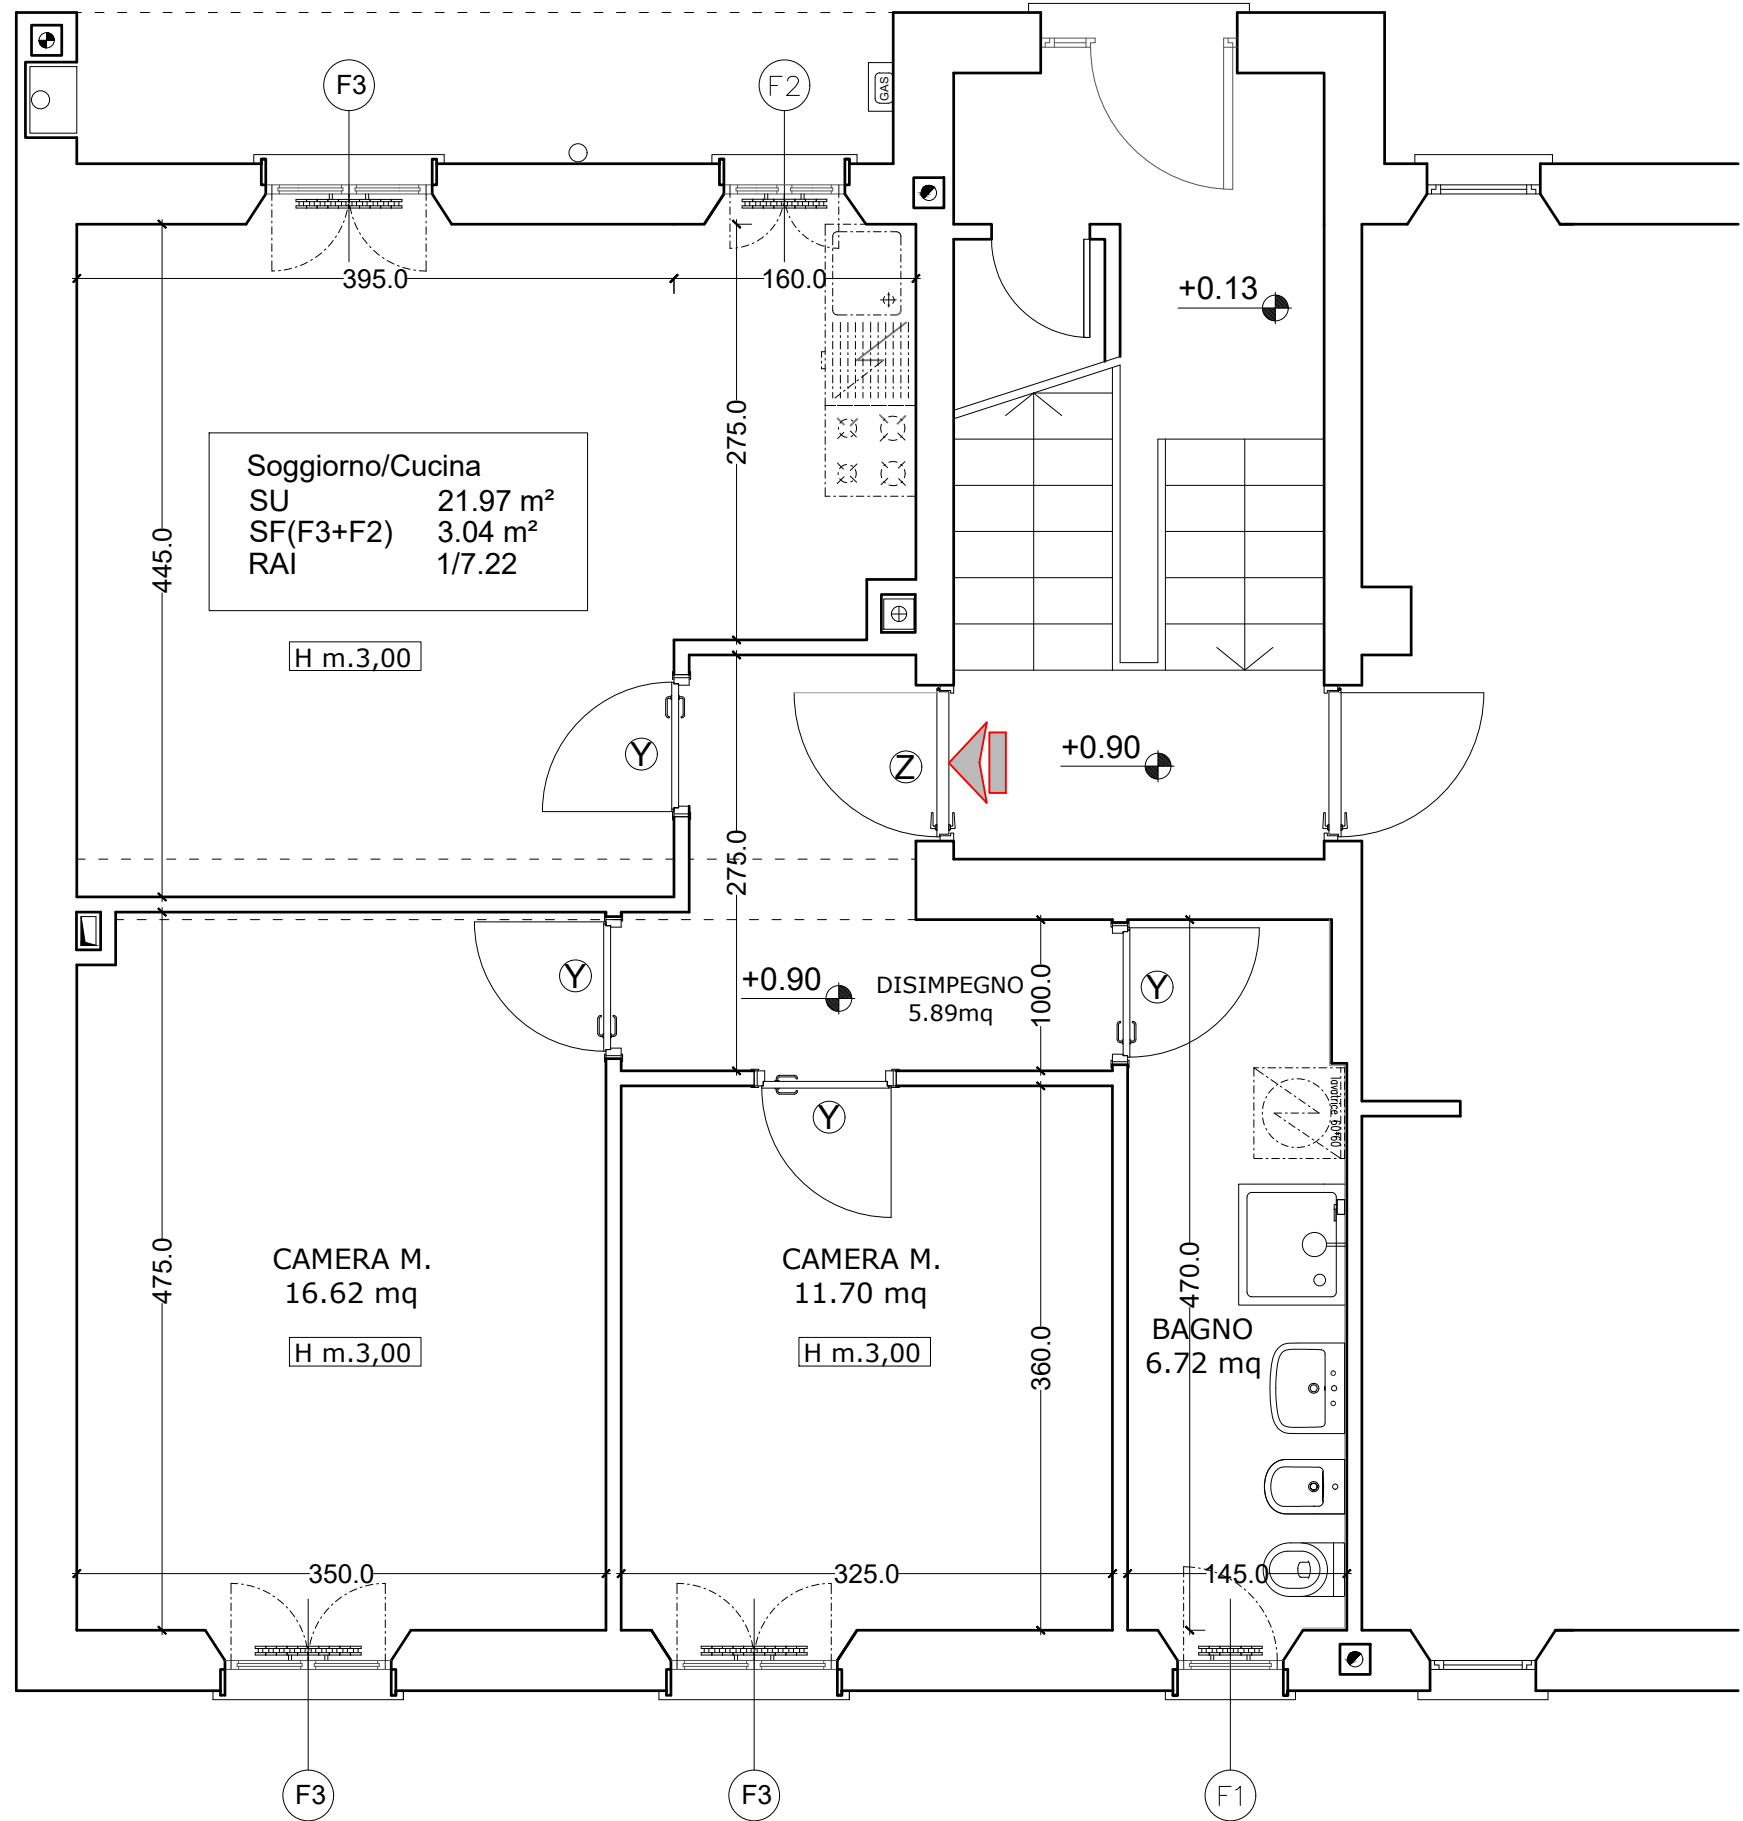 F3
F2
GAS
395.0
160.0
+0.13
275.0
Soggiorno/Cucina
SU 21.97 m²
SF(F3+F2) 3.04 m²
RAI 1/7.22
445.0
H m.3,00
Y
Z
+0.90
275.0
Y
+0.90
DISIMPEGNO
5.89mq
100.0
Y
Y
lavatrice 60*60
CAMERA M.
16.62 mq
H m.3,00
475.0
CAMERA M.
11.70 mq
H m.3,00
360.0
470.0
BAGNO
6.72 mq
350.0
325.0
145.0
F3
F3
F1